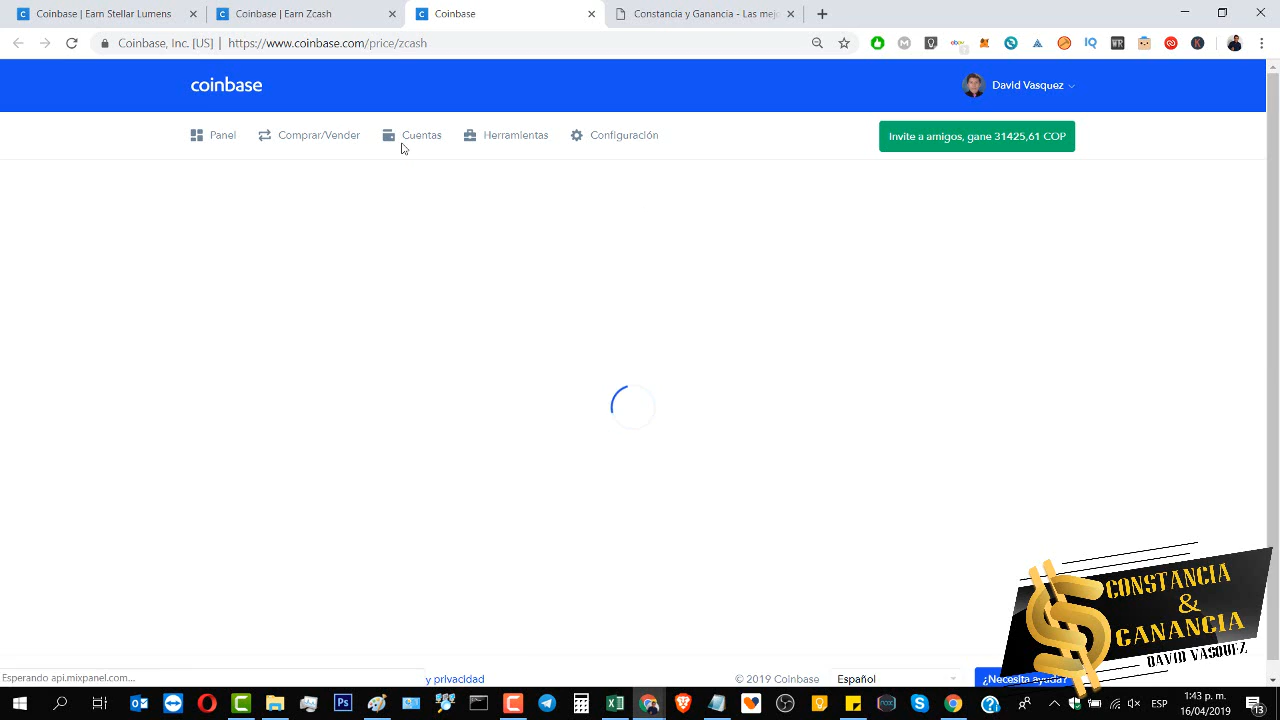 Coinbase | Earn Stellar Lum
Coinbase | Earn Zcash
Coinbase
Constancia y Ganancia - Las mejo
Coinbase, Inc. [US] | https://www.coinbase.com/price/zcash
coinbase
David Vasquez
Panel
Comprar/Vender
Cuentas
Herramientas
Configuración
Invite a amigos, gane 31425,61 COP
CONSTANCIA
&
GANANCIA
DAVID VASQUEZ
Esperando api.mixpanel.com...
y privacidad
© 2019 Coinbase
Español
¿Necesita ayuda?
ESP
1:43 p. m.
16/04/2019